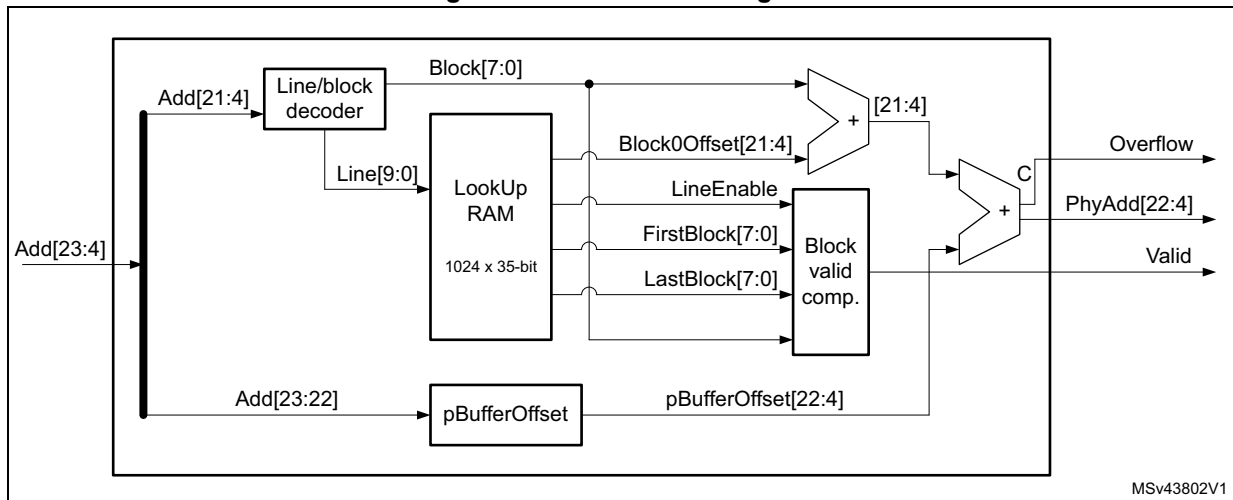 Block[7:0]
Line/block
decoder
Add[21:4]
[21:4]
+
Block0Offset[21:4]
Overflow
Line[9:0]
LookUp
RAM
1024 x 35-bit
LineEnable
C
+
PhyAdd[22:4]
FirstBlock[7:0]
Block
valid
comp.
Add[23:4]
Valid
LastBlock[7:0]
Add[23:22]
pBufferOffset
pBufferOffset[22:4]
MSv43802V1